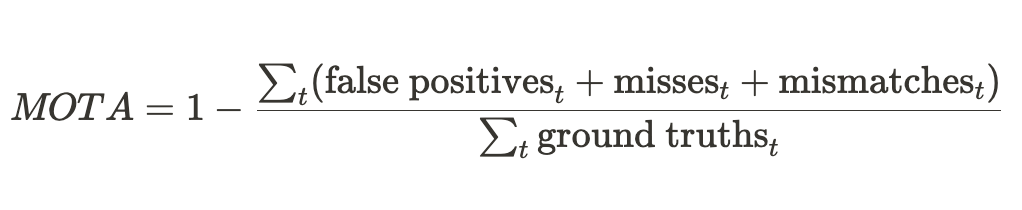 MOTA = 1 − ∑ₜ(false positivesₜ + missesₜ + mismatchesₜ) / ∑ₜ ground truthsₜ